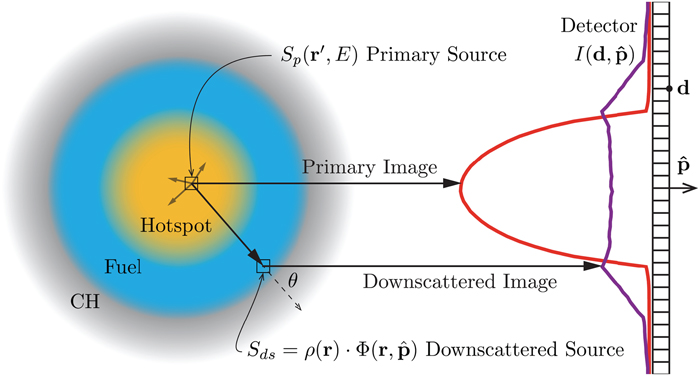 Detector
I(d, p̂)
S_p(r′, E) Primary Source
d
Primary Image
p̂
Hotspot
Fuel
Downscattered Image
θ
CH
S_ds = ρ(r) · Φ(r, p̂) Downscattered Source